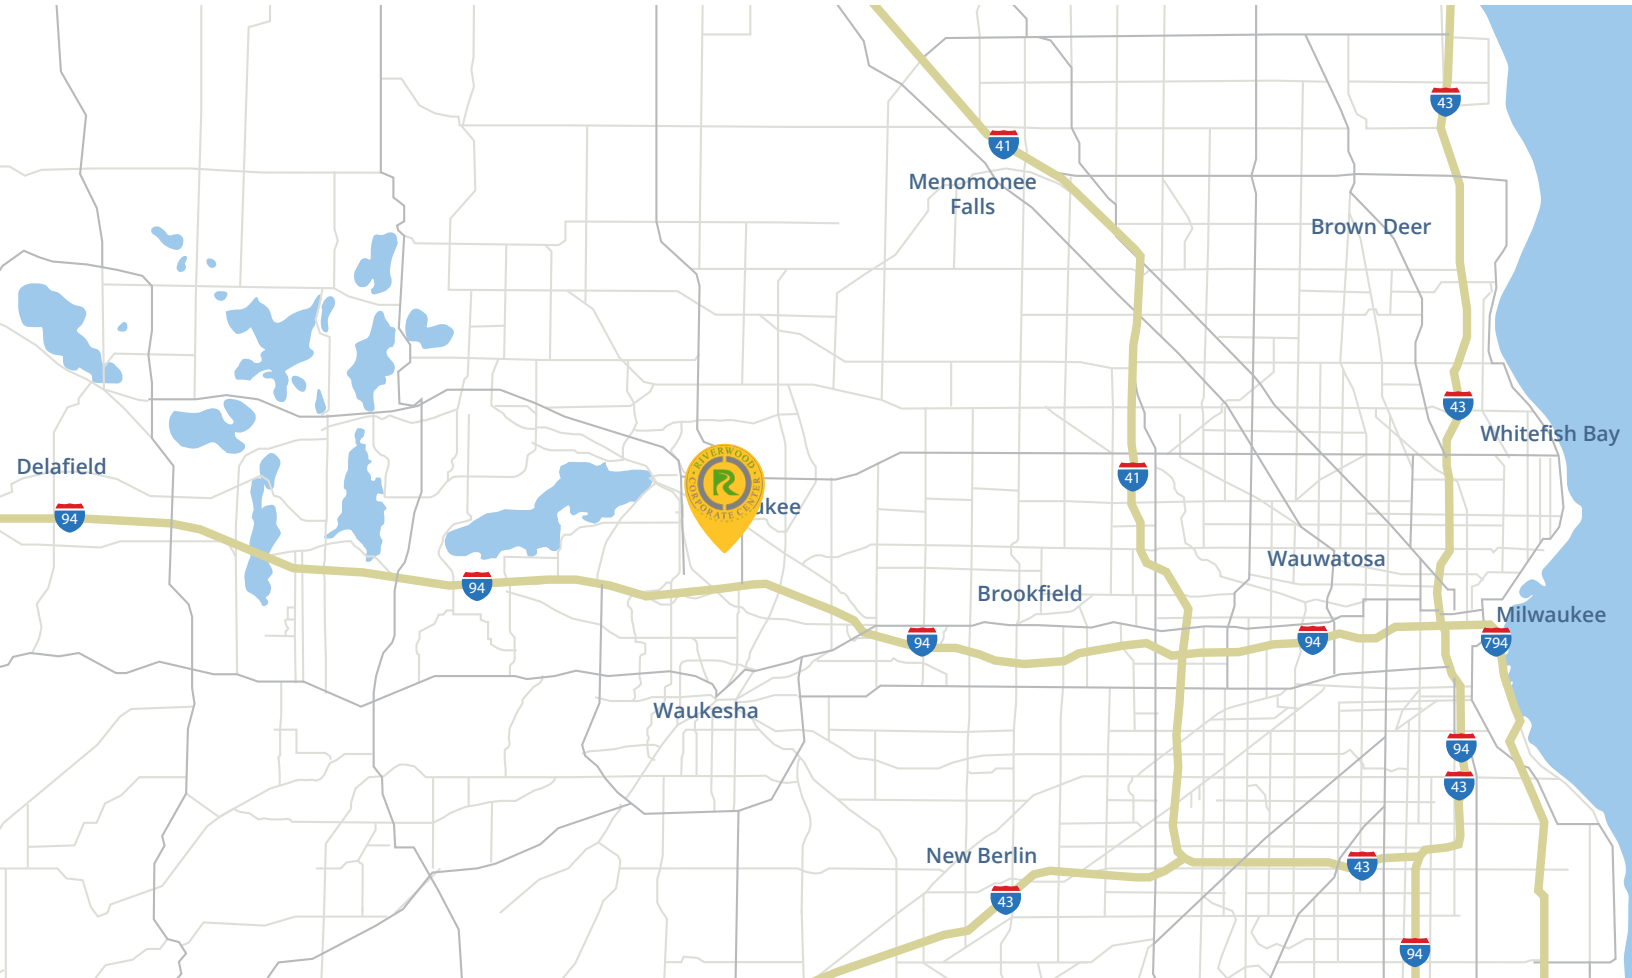 43
41
Menomonee
Falls
Brown Deer
43
Whitefish Bay
Delafield
41
RIVERWOOD
CORPORATE CENTER
ukee
94
Wauwatosa
94
Brookfield
Milwaukee
94
94
794
Waukesha
94
43
New Berlin
43
43
94